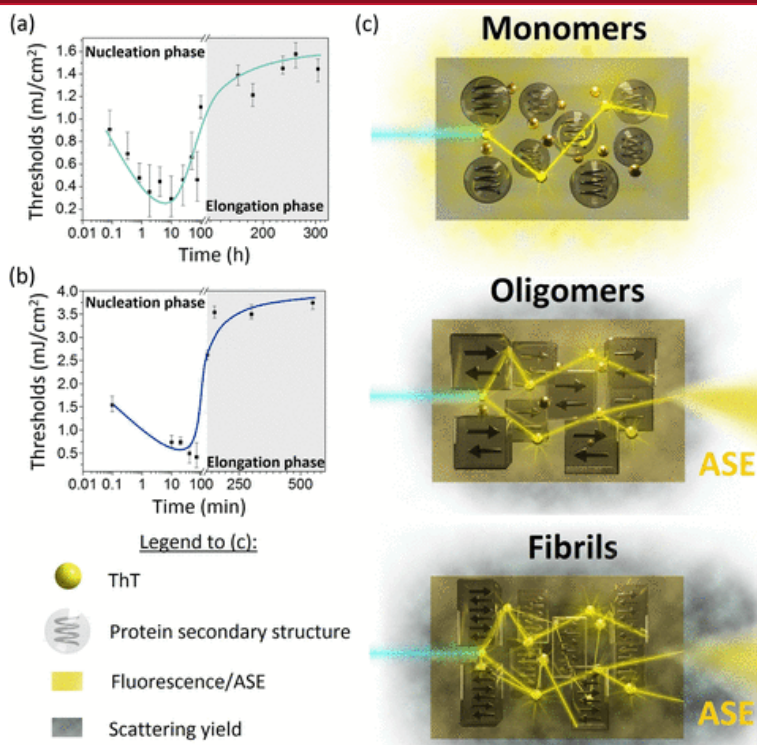 (a)
Nucleation phase
Elongation phase
Thresholds (mJ/cm²)
1.6
1.4
1.2
1.0
0.8
0.6
0.4
0.2
0.01 0.1 1 10 100 200 300
Time (h)
(b)
Nucleation phase
Elongation phase
Thresholds (mJ/cm²)
4.0
3.5
3.0
2.5
2.0
1.5
1.0
0.5
0.01 0.1 1 10 100 250 500
Time (min)
Legend to (c):
ThT
Protein secondary structure
Fluorescence/ASE
Scattering yield
(c)
Monomers
Oligomers
ASE
Fibrils
ASE